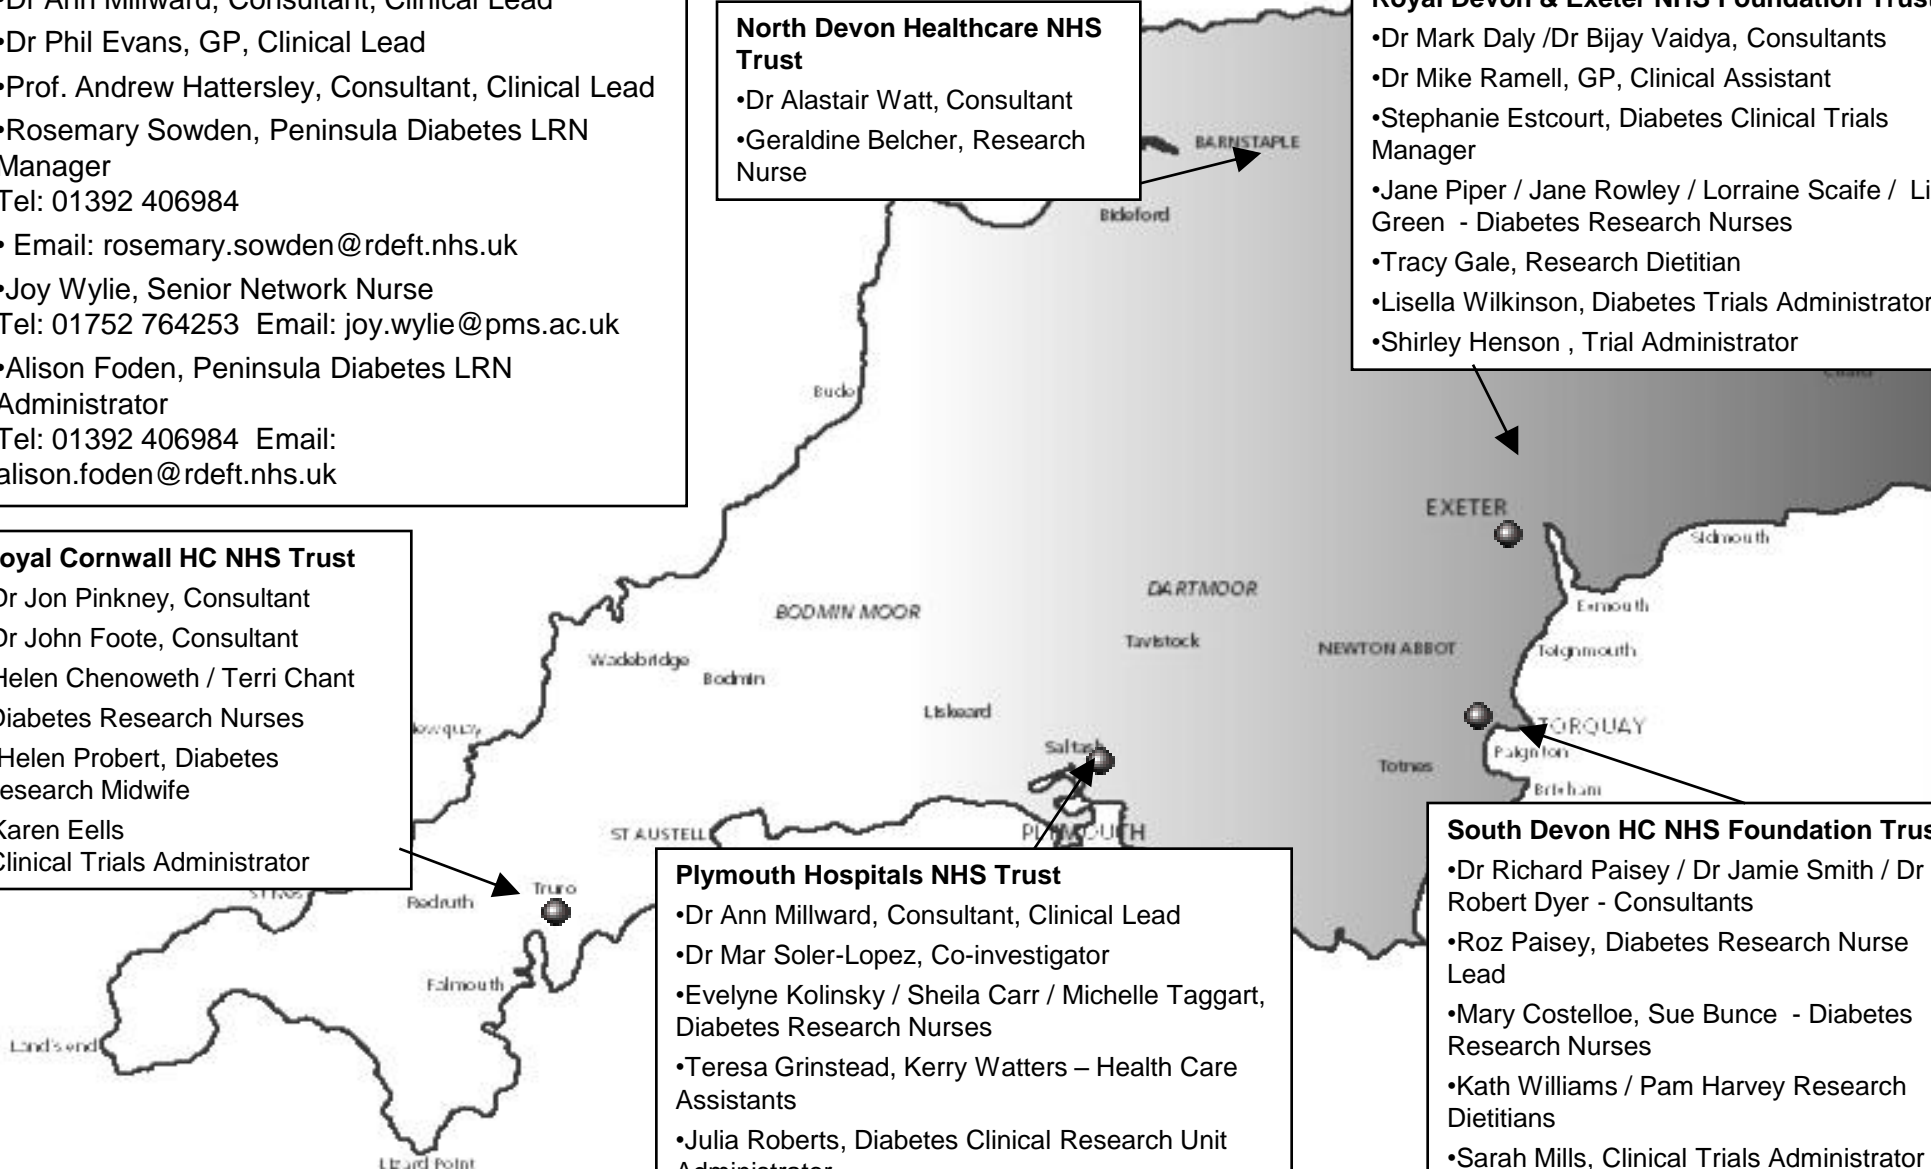 •Dr Ann Millward, Consultant, Clinical Lead
•Dr Phil Evans, GP, Clinical Lead
•Prof. Andrew Hattersley, Consultant, Clinical Lead
•Rosemary Sowden, Peninsula Diabetes LRN
Manager
Tel: 01392 406984
• Email: rosemary.sowden@rdeft.nhs.uk
•Joy Wylie, Senior Network Nurse
Tel: 01752 764253  Email: joy.wylie@pms.ac.uk
•Alison Foden, Peninsula Diabetes LRN
Administrator
Tel: 01392 406984  Email:
alison.foden@rdeft.nhs.uk
North Devon Healthcare NHS
Trust
•Dr Alastair Watt, Consultant
•Geraldine Belcher, Research
Nurse
Royal Devon & Exeter NHS Foundation Trust
•Dr Mark Daly /Dr Bijay Vaidya, Consultants
•Dr Mike Ramell, GP, Clinical Assistant
•Stephanie Estcourt, Diabetes Clinical Trials
Manager
•Jane Piper / Jane Rowley / Lorraine Scaife /
Green  - Diabetes Research Nurses
•Tracy Gale, Research Dietitian
•Lisella Wilkinson, Diabetes Trials Administrator
•Shirley Henson , Trial Administrator
BARNSTAPLE
Bideford
Bude
EXETER
Sidmouth
DARTMOOR
BODMIN MOOR
Exmouth
Tavistock
NEWTON ABBOT
Teignmouth
Wadebridge
Bodmin
Liskeard
TORQUAY
Saltash
Paignton
Totnes
Brixham
oyal Cornwall HC NHS Trust
Dr Jon Pinkney, Consultant
Dr John Foote, Consultant
Helen Chenoweth / Terri Chant
Diabetes Research Nurses
Helen Probert, Diabetes
esearch Midwife
Karen Eells
Clinical Trials Administrator
ewquay
ST AUSTELL
PLYMOUTH
St Ives
Redruth
Truro
Falmouth
Land's end
Lizard Point
Plymouth Hospitals NHS Trust
•Dr Ann Millward, Consultant, Clinical Lead
•Dr Mar Soler-Lopez, Co-investigator
•Evelyne Kolinsky / Sheila Carr / Michelle Taggart,
Diabetes Research Nurses
•Teresa Grinstead, Kerry Watters – Health Care
Assistants
•Julia Roberts, Diabetes Clinical Research Unit
Administrator
South Devon HC NHS Foundation Trus
•Dr Richard Paisey / Dr Jamie Smith / Dr
Robert Dyer - Consultants
•Roz Paisey, Diabetes Research Nurse
Lead
•Mary Costelloe, Sue Bunce  - Diabetes
Research Nurses
•Kath Williams / Pam Harvey Research
Dietitians
•Sarah Mills, Clinical Trials Administrator